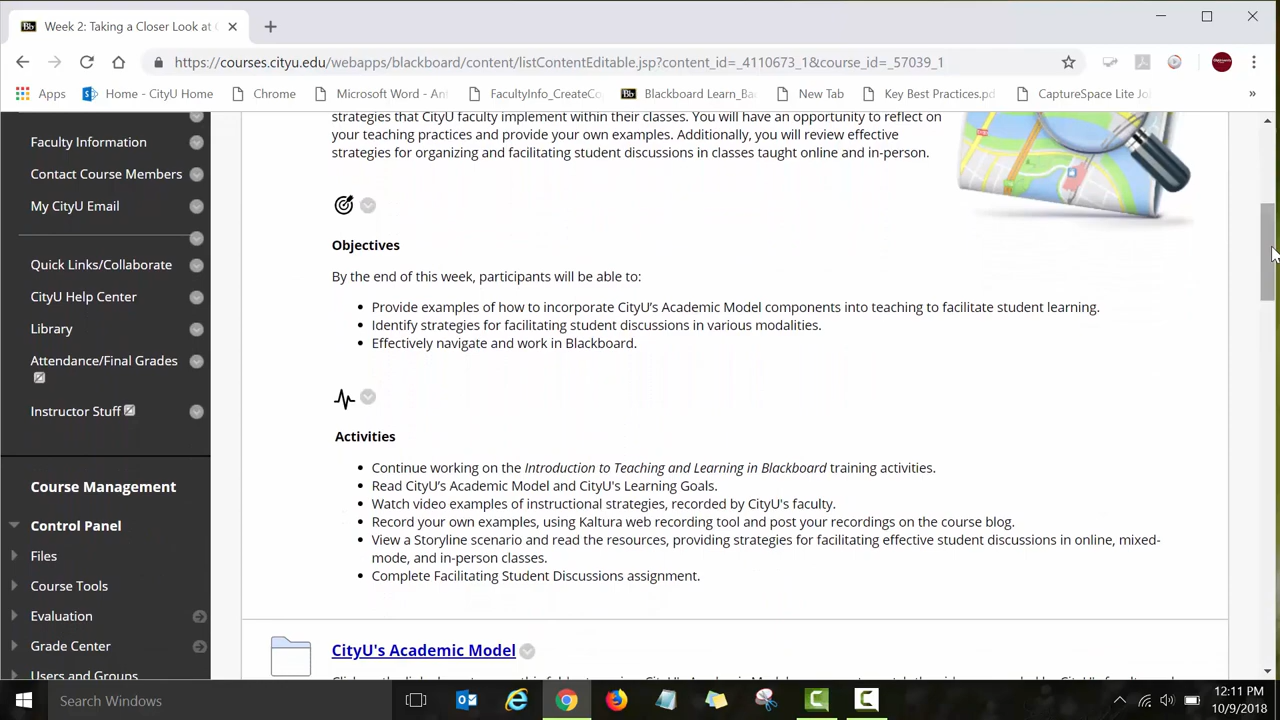 Week 2: Taking a Closer Look at C
https://courses.cityu.edu/webapps/blackboard/content/listContentEditable.jsp?content_id=_4110673_1&course_id=_57039_1
Apps
Home - CityU Home
Chrome
Microsoft Word - Ant
FacultyInfo_CreateCo
Blackboard Learn_Ba
New Tab
Key Best Practices.pd
CaptureSpace Lite Jo
»
strategies that CityU faculty implement within their classes. You will have an opportunity to reflect on
your teaching practices and provide your own examples. Additionally, you will review effective
strategies for organizing and facilitating student discussions in classes taught online and in-person.
Objectives
By the end of this week, participants will be able to:
• Provide examples of how to incorporate CityU's Academic Model components into teaching to facilitate student learning.
• Identify strategies for facilitating student discussions in various modalities.
• Effectively navigate and work in Blackboard.
Activities
• Continue working on the Introduction to Teaching and Learning in Blackboard training activities.
• Read CityU's Academic Model and CityU's Learning Goals.
• Watch video examples of instructional strategies, recorded by CityU's faculty.
• Record your own examples, using Kaltura web recording tool and post your recordings on the course blog.
• View a Storyline scenario and read the resources, providing strategies for facilitating effective student discussions in online, mixed-
mode, and in-person classes.
• Complete Facilitating Student Discussions assignment.
CityU's Academic Model
Faculty Information
Contact Course Members
My CityU Email
Quick Links/Collaborate
CityU Help Center
Library
Attendance/Final Grades
Instructor Stuff
Course Management
Control Panel
Files
Course Tools
Evaluation
Grade Center
Users and Groups
Search Windows
12:11 PM
10/9/2018